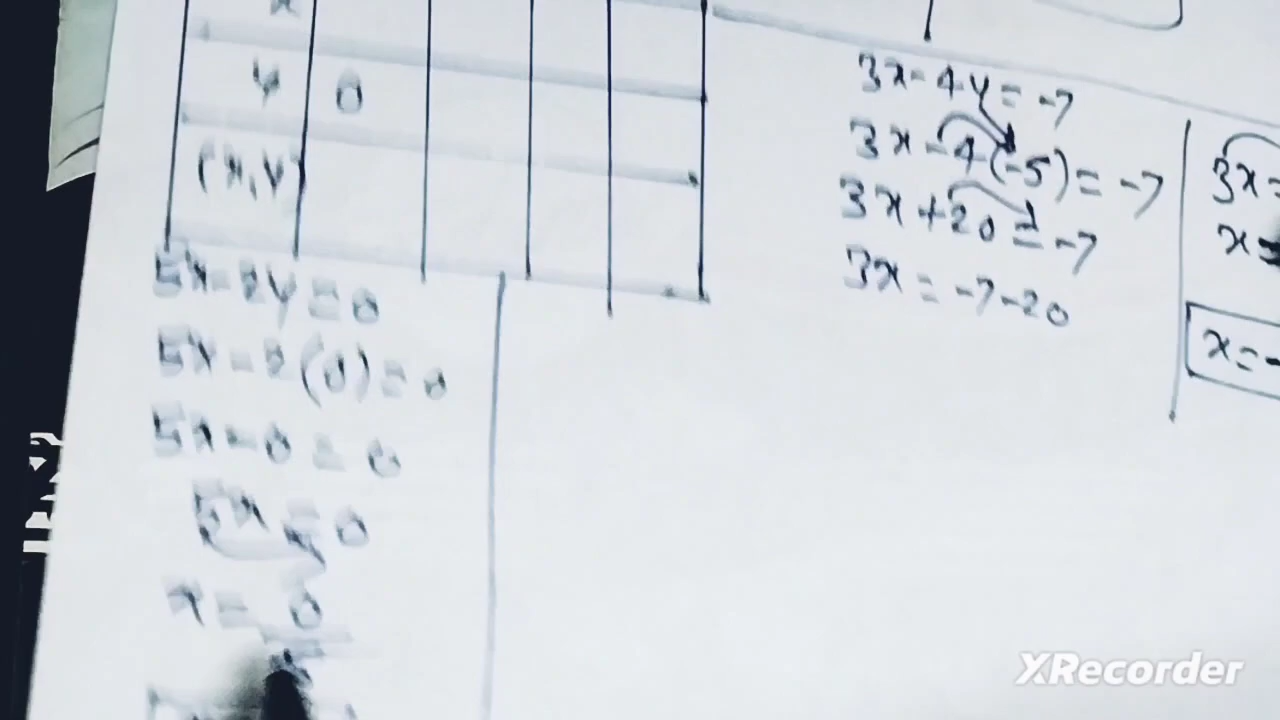 x
y 0
(x,y)
5x-2y=0
5x-2(0)=0
5x-0=0
5x=0
x=0
3x-4y=-7
3x-4(-5)=-7
3x+20=-7
3x=-7-20
3x=
x=
x=-
XRecorder